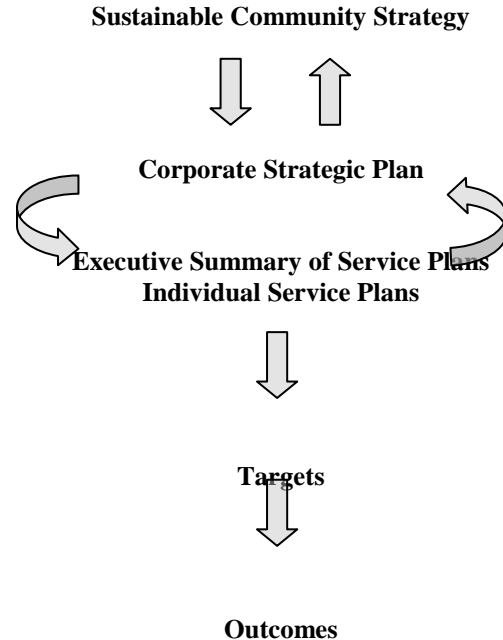 Sustainable Community Strategy
Corporate Strategic Plan
Executive Summary of Service Plans
Individual Service Plans
Targets
Outcomes